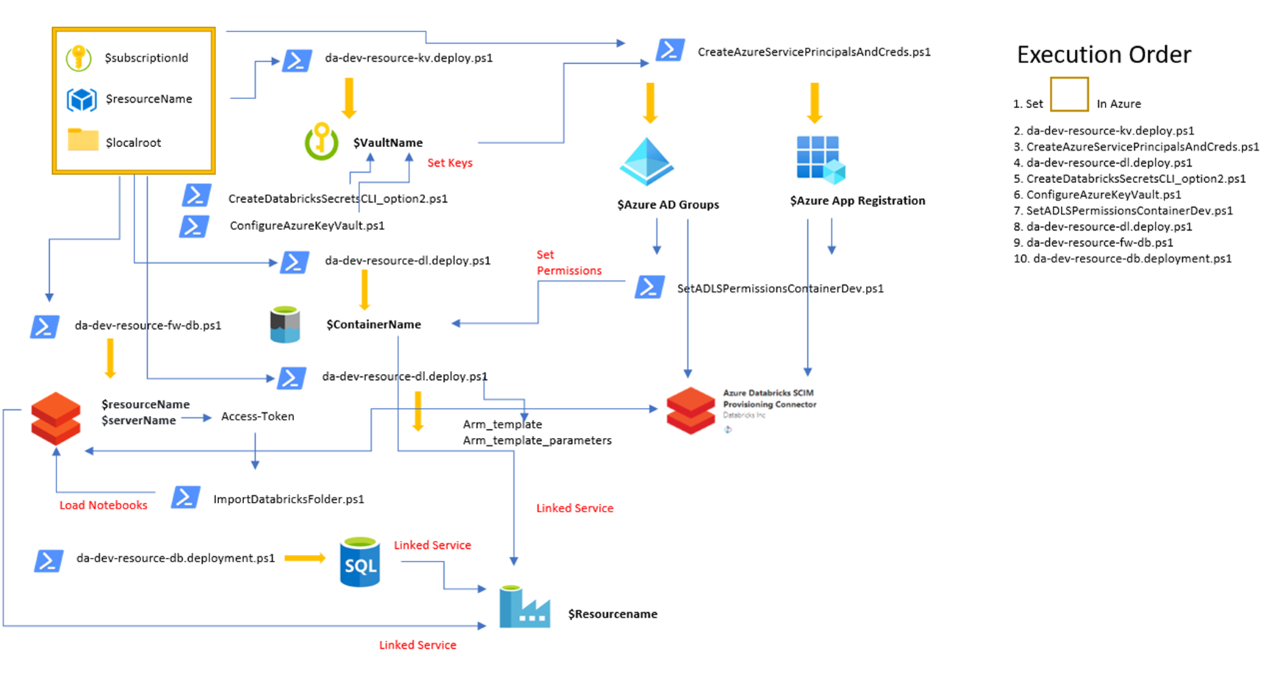 $subscriptionId
$resourceName
$localroot
da-dev-resource-kv.deploy.ps1
CreateAzureServicePrincipalsAndCreds.ps1
$VaultName
Set Keys
CreateDatabricksSecretsCLI_option2.ps1
ConfigureAzureKeyVault.ps1
$Azure AD Groups
$Azure App Registration
da-dev-resource-dl.deploy.ps1
Set
Permissions
SetADLSPermissionsContainerDev.ps1
$ContainerName
da-dev-resource-fw-db.ps1
da-dev-resource-dl.deploy.ps1
$resourceName
$serverName
Access-Token
Arm_template
Arm_template_parameters
Azure Databricks SCIM
Provisioning Connector
Databricks Inc
ImportDatabricksFolder.ps1
Load Notebooks
Linked Service
da-dev-resource-db.deployment.ps1
SQL
Linked Service
$Resourcename
Linked Service
Execution Order
1. Set In Azure
2. da-dev-resource-kv.deploy.ps1
3. CreateAzureServicePrincipalsAndCreds.ps1
4. da-dev-resource-dl.deploy.ps1
5. CreateDatabricksSecretsCLI_option2.ps1
6. ConfigureAzureKeyVault.ps1
7. SetADLSPermissionsContainerDev.ps1
8. da-dev-resource-dl.deploy.ps1
9. da-dev-resource-fw-db.ps1
10. da-dev-resource-db.deployment.ps1